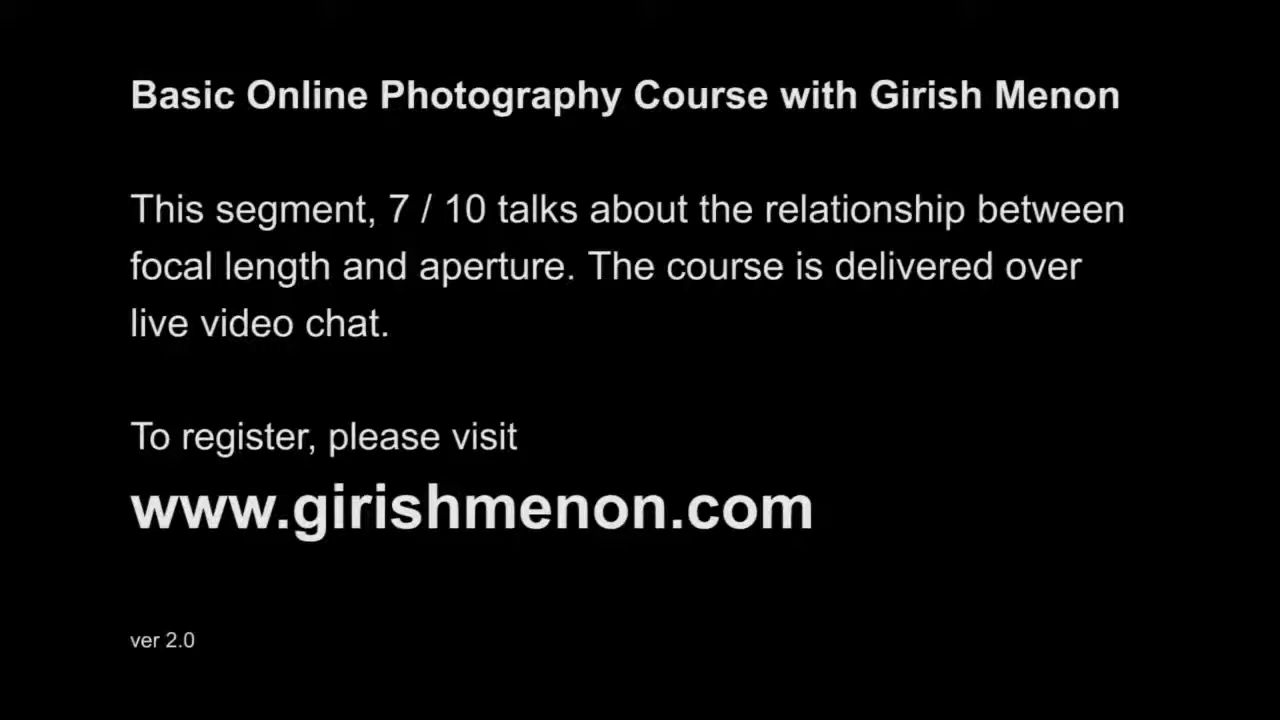 Basic Online Photography Course with Girish Menon
This segment, 7 / 10 talks about the relationship between
focal length and aperture. The course is delivered over
live video chat.
To register, please visit
www.girishmenon.com
ver 2.0